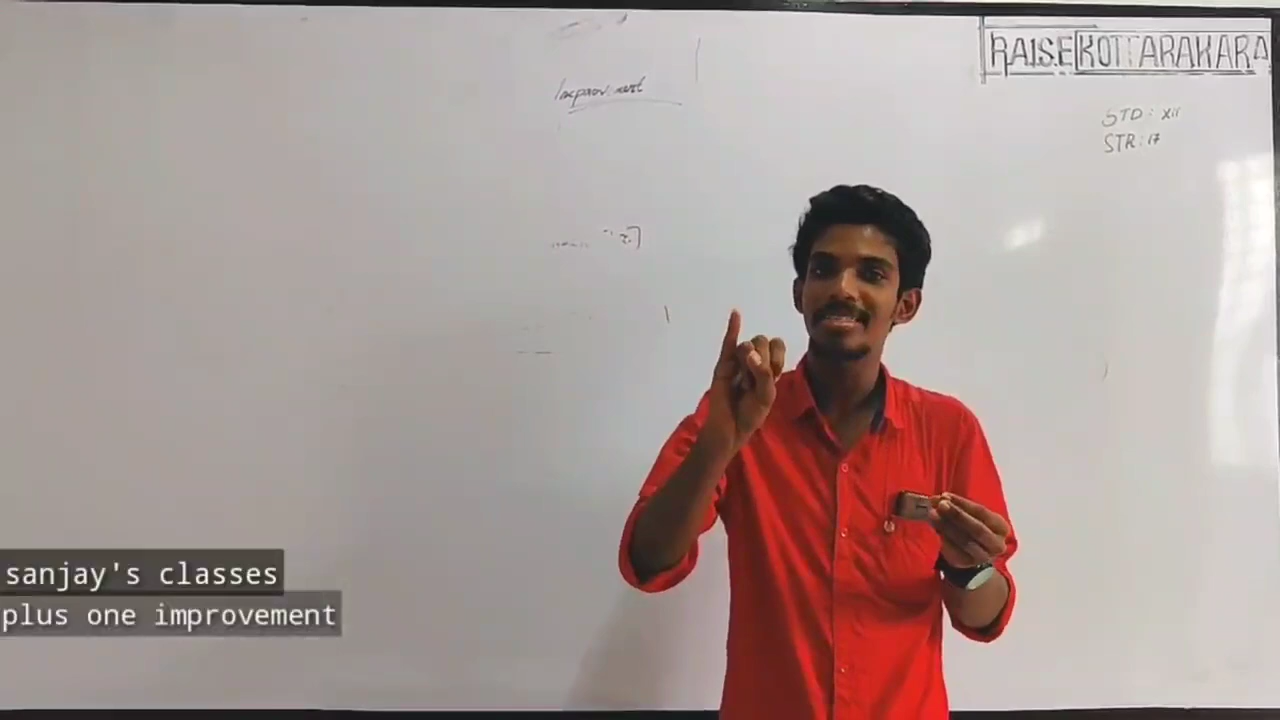 RAISE KOTTARAKARA
STD: XII
STR: 17
sanjay's classes
plus one improvement